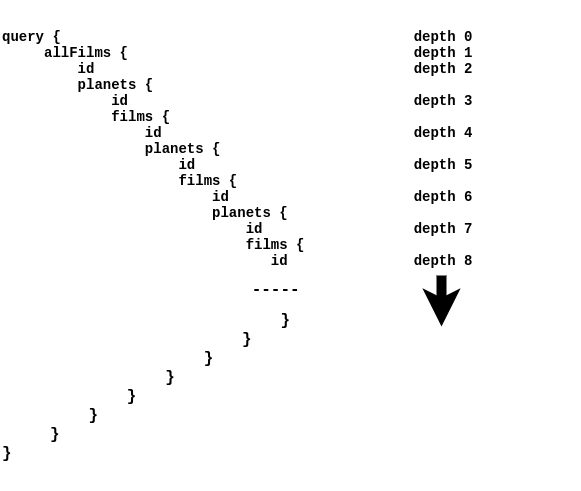 query { depth 0
allFilms { depth 1
id depth 2
planets {
id depth 3
films {
id depth 4
planets {
id depth 5
films {
id depth 6
planets {
id depth 7
films {
id depth 8
-----
}
}
}
}
}
}
}
}